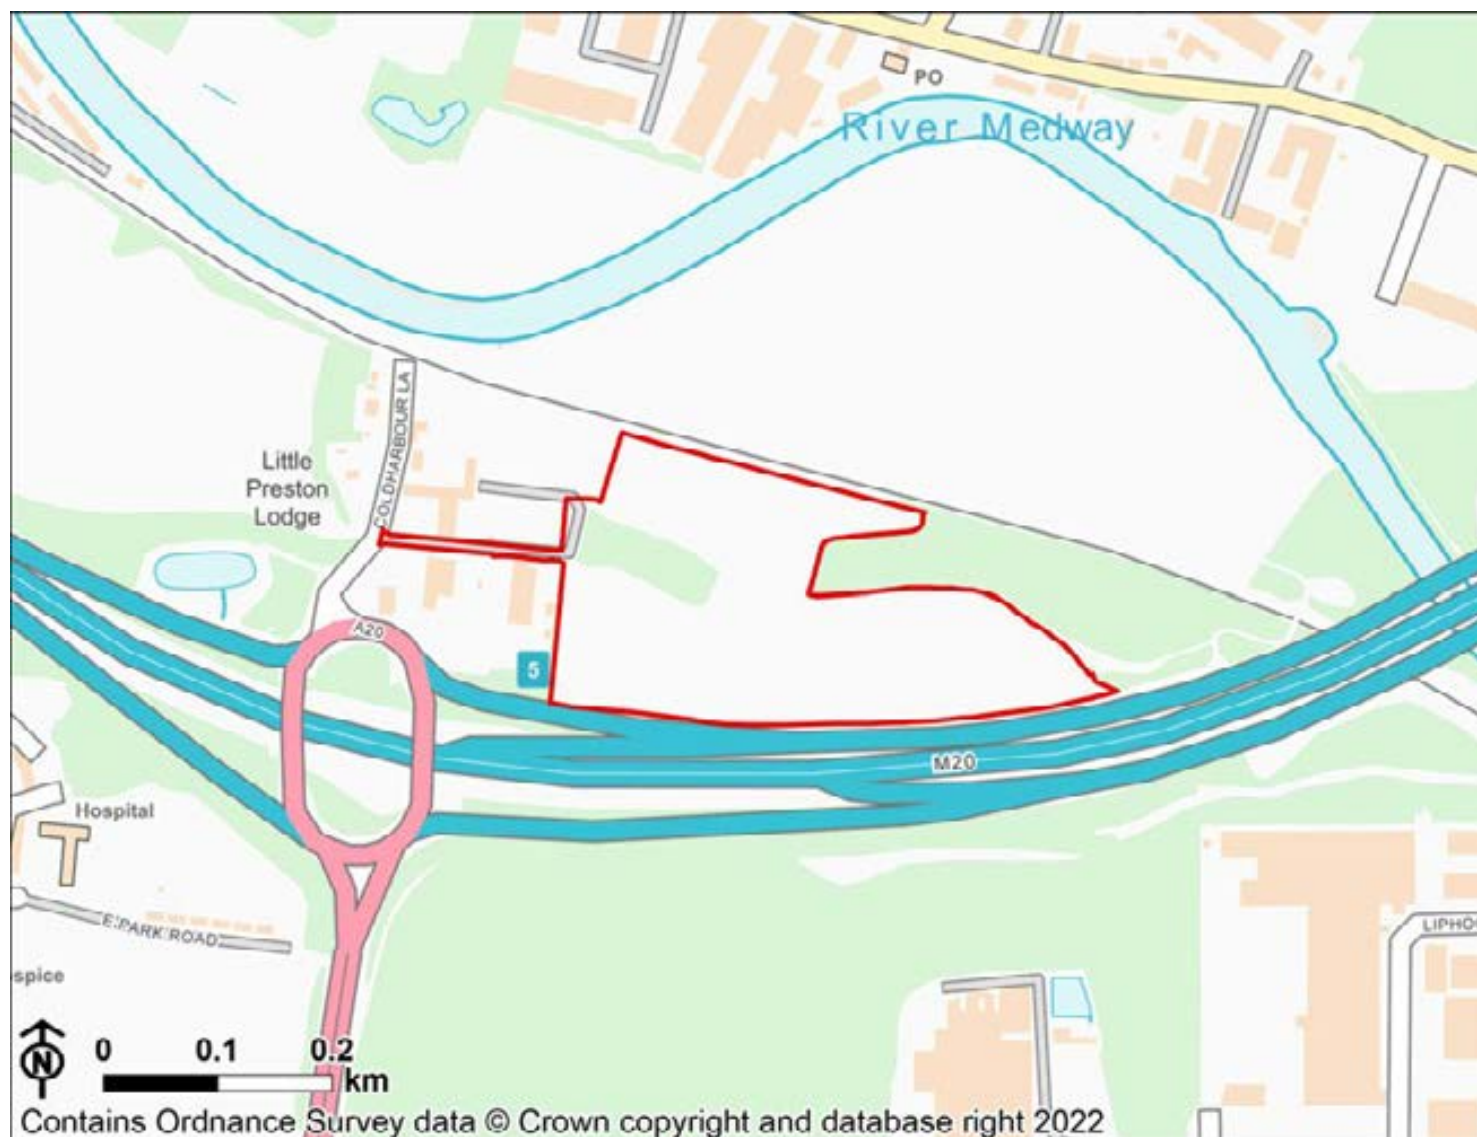 PO
River Medway
COLDHARBOUR LA
Little
Preston
Lodge
A20
5
M20
Hospital
E PARK ROAD
LIPHO
spice
N
0 0.1 0.2
km
Contains Ordnance Survey data © Crown copyright and database right 2022